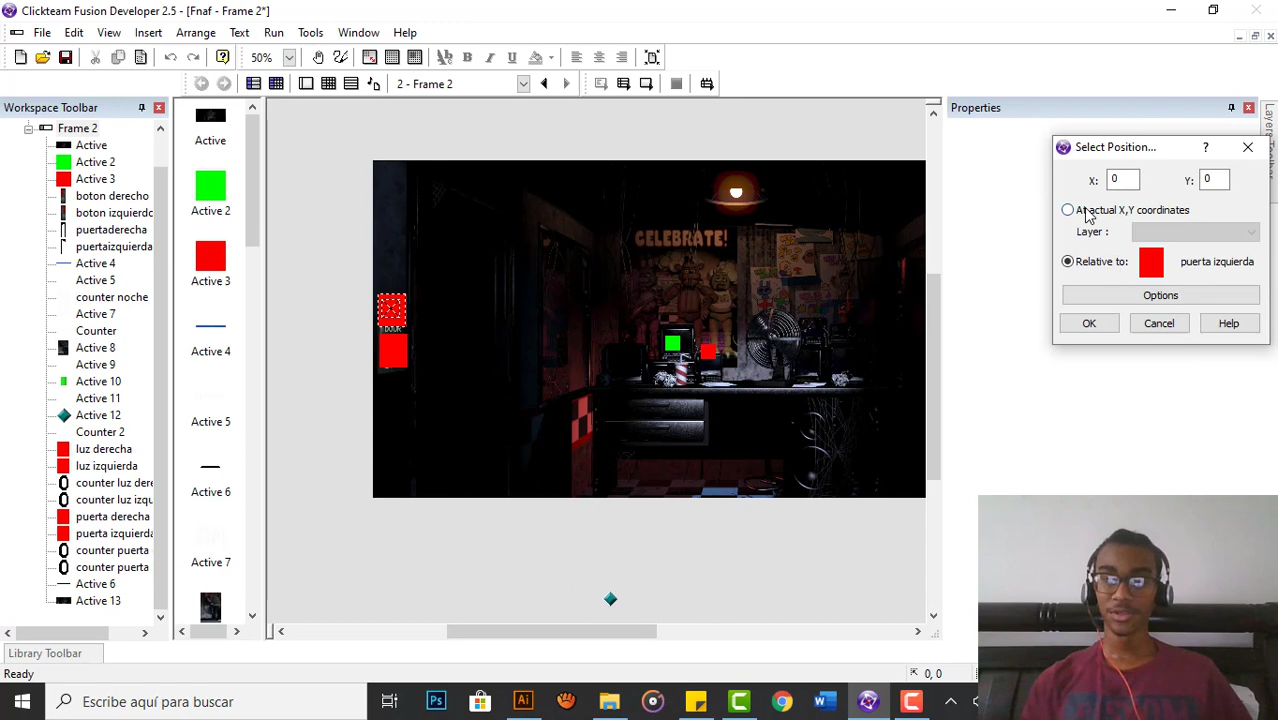 Clickteam Fusion Developer 2.5 - [Fnaf - Frame 2*]
File Edit View Insert Arrange Text Run Tools Window Help
50%
2 - Frame 2
Workspace Toolbar
Frame 2
Active
Active 2
Active 3
boton derecho
boton izquierdo
puertaderecha
puertaizquierda
Active 4
Active 5
counter noche
Active 7
Counter
Active 8
Active 9
Active 10
Active 11
Active 12
Counter 2
luz derecha
luz izquierda
counter luz dere
counter luz izqu
puerta derecha
puerta izquierda
counter puerta
counter puerta
Active 6
Active 13
Library Toolbar
Active
Active 2
Active 3
Active 4
Active 5
Active 6
Active 7
CELEBRATE!
DOOR
Properties
Layers Toolbar
Select Position...
?
X: 0 Y: 0
At actual X,Y coordinates
Layer :
Relative to: puerta izquierda
Options
OK Cancel Help
Ready
0, 0
Escribe aquí para buscar
Ps
Ai